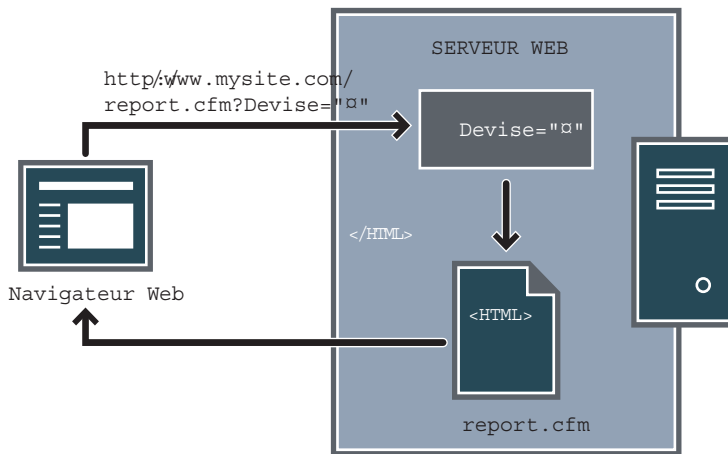 SERVEUR WEB
http://www.mysite.com/
report.cfm?Devise="¤"
Devise="¤"
</HTML>
Navigateur Web
<HTML>
report.cfm